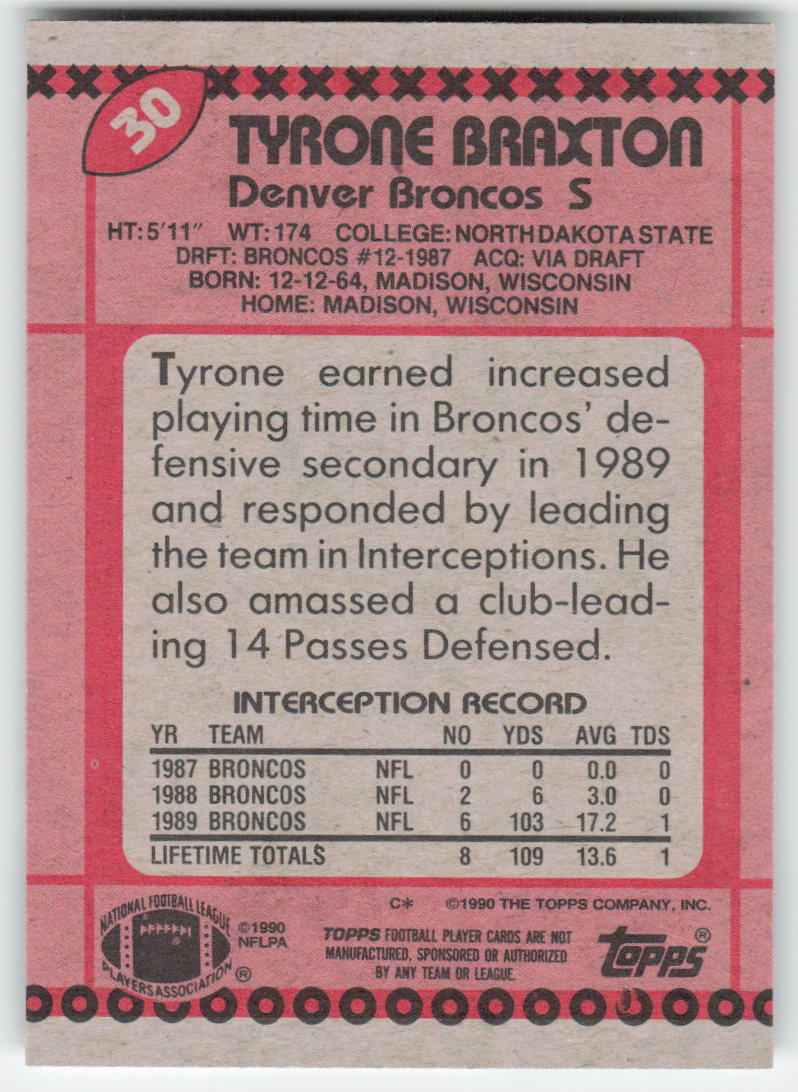 30
TYRONE BRAXTON
Denver Broncos S
HT: 5'11" WT: 174 COLLEGE: NORTH DAKOTA STATE
DRFT: BRONCOS #12-1987 ACQ: VIA DRAFT
BORN: 12-12-64, MADISON, WISCONSIN
HOME: MADISON, WISCONSIN
Tyrone earned increased
playing time in Broncos' de-
fensive secondary in 1989
and responded by leading
the team in Interceptions. He
also amassed a club-lead-
ing 14 Passes Defensed.
INTERCEPTION RECORD
YR TEAM NO YDS AVG TDS
1987 BRONCOS NFL 0 0 0.0 0
1988 BRONCOS NFL 2 6 3.0 0
1989 BRONCOS NFL 6 103 17.2 1
LIFETIME TOTALS 8 109 13.6 1
C* ©1990 THE TOPPS COMPANY, INC.
NATIONAL FOOTBALL LEAGUE
PLAYERS ASSOCIATION ®
©1990
NFLPA
TOPPS FOOTBALL PLAYER CARDS ARE NOT
MANUFACTURED, SPONSORED OR AUTHORIZED
BY ANY TEAM OR LEAGUE.
topps ®